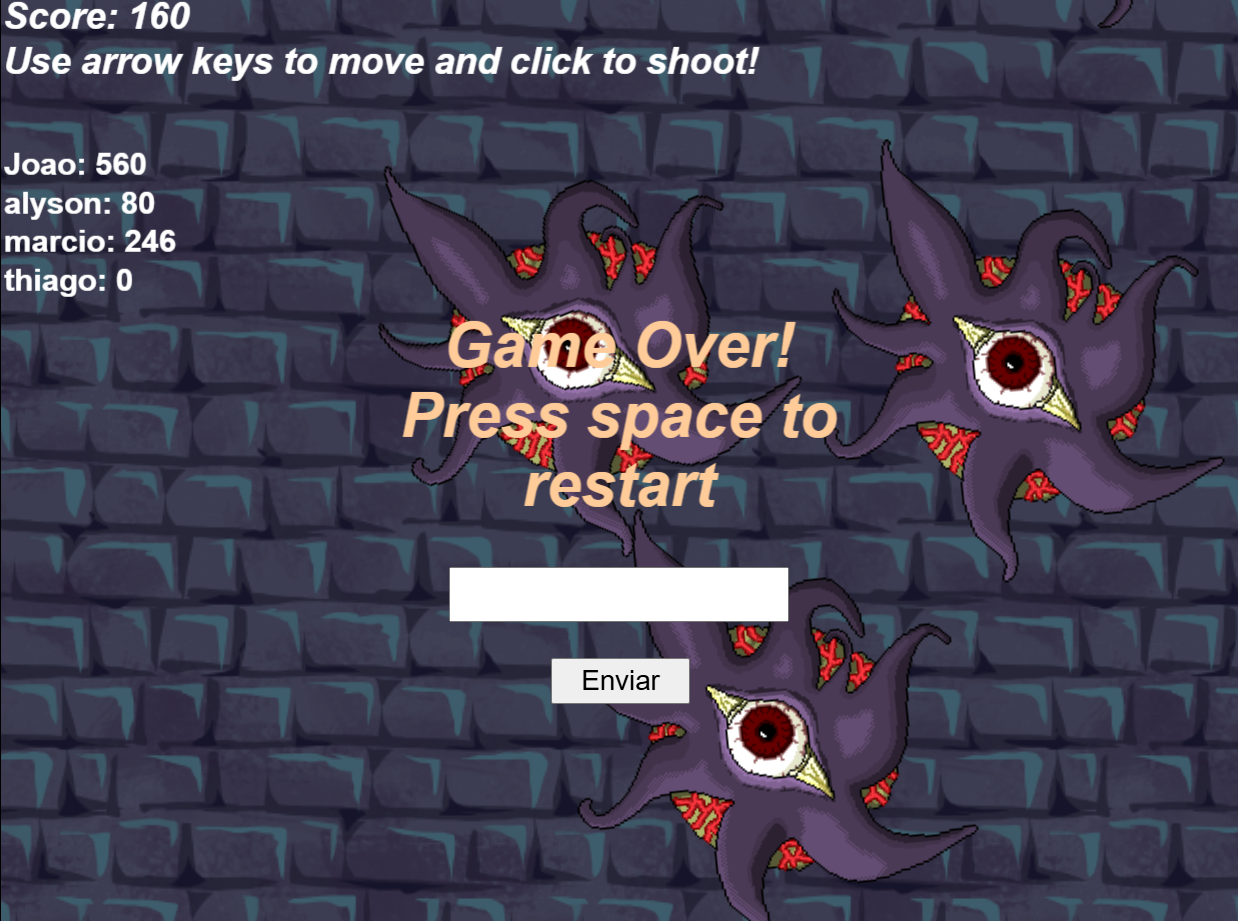 Score: 160
Use arrow keys to move and click to shoot!
Joao: 560
alyson: 80
marcio: 246
thiago: 0
Game Over!
Press space to
restart
Enviar